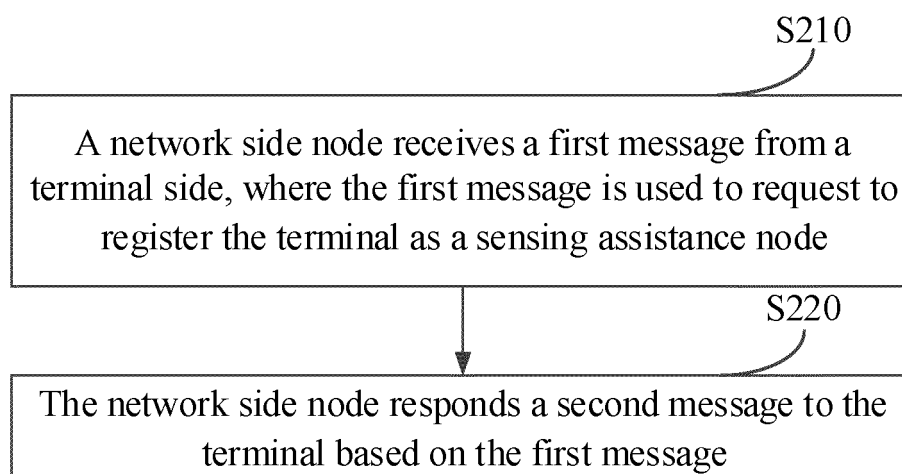 S210
A network side node receives a first message from a
terminal side, where the first message is used to request to
register the terminal as a sensing assistance node
S220
The network side node responds a second message to the
terminal based on the first message